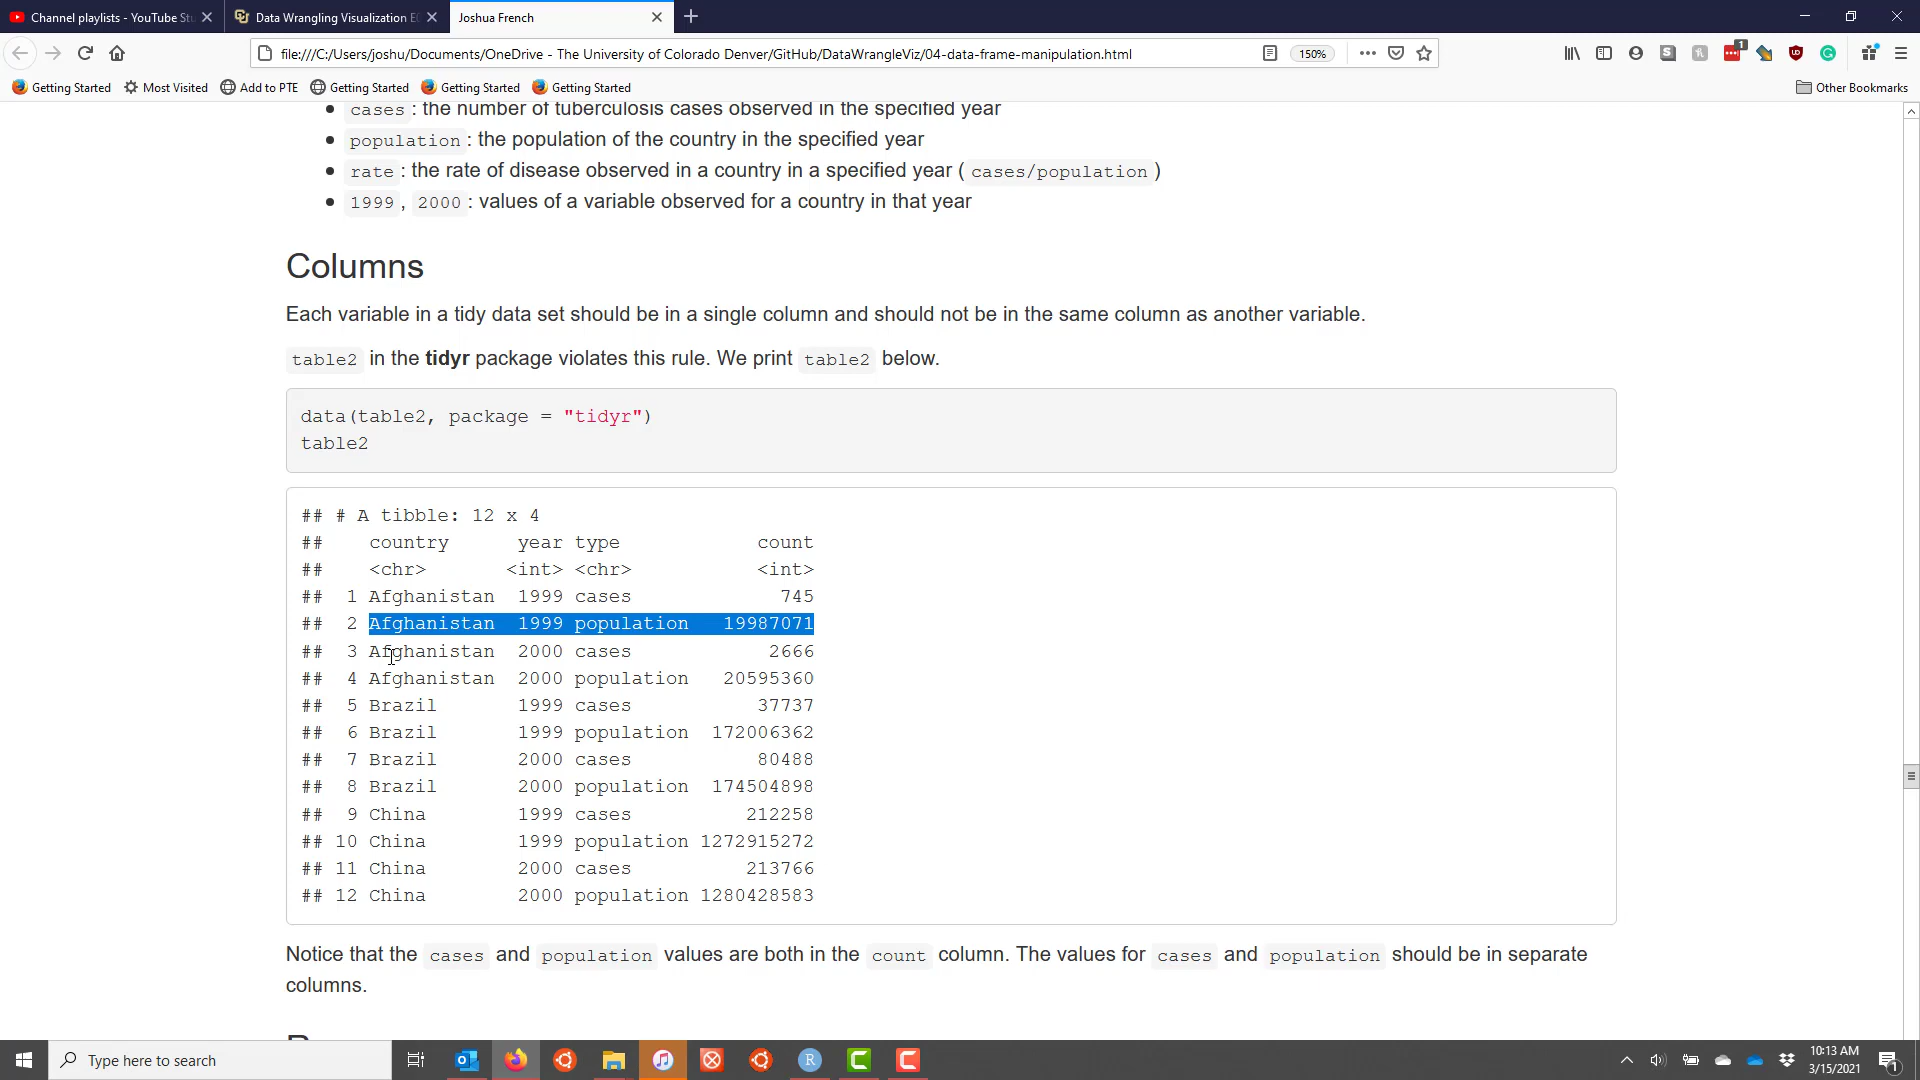 Channel playlists - YouTube Stu
Data Wrangling Visualization EC
Joshua French
file:///C:/Users/joshu/Documents/OneDrive - The University of Colorado Denver/GitHub/DataWrangleViz/04-data-frame-manipulation.html
150%
1
Getting Started
Most Visited
Add to PTE
Getting Started
Getting Started
Getting Started
Other Bookmarks
cases : the number of tuberculosis cases observed in the specified year
population : the population of the country in the specified year
rate : the rate of disease observed in a country in a specified year ( cases/population )
1999 , 2000 : values of a variable observed for a country in that year
Columns
Each variable in a tidy data set should be in a single column and should not be in the same column as another variable.
table2 in the tidyr package violates this rule. We print table2 below.
data(table2, package = "tidyr")
table2
## # A tibble: 12 x 4
## country year type count
## <chr> <int> <chr> <int>
## 1 Afghanistan 1999 cases 745
## 2 Afghanistan 1999 population 19987071
## 3 Afghanistan 2000 cases 2666
## 4 Afghanistan 2000 population 20595360
## 5 Brazil 1999 cases 37737
## 6 Brazil 1999 population 172006362
## 7 Brazil 2000 cases 80488
## 8 Brazil 2000 population 174504898
## 9 China 1999 cases 212258
## 10 China 1999 population 1272915272
## 11 China 2000 cases 213766
## 12 China 2000 population 1280428583
Notice that the cases and population values are both in the count column. The values for cases and population should be in separate
columns.
Type here to search
10:13 AM
3/15/2021
1